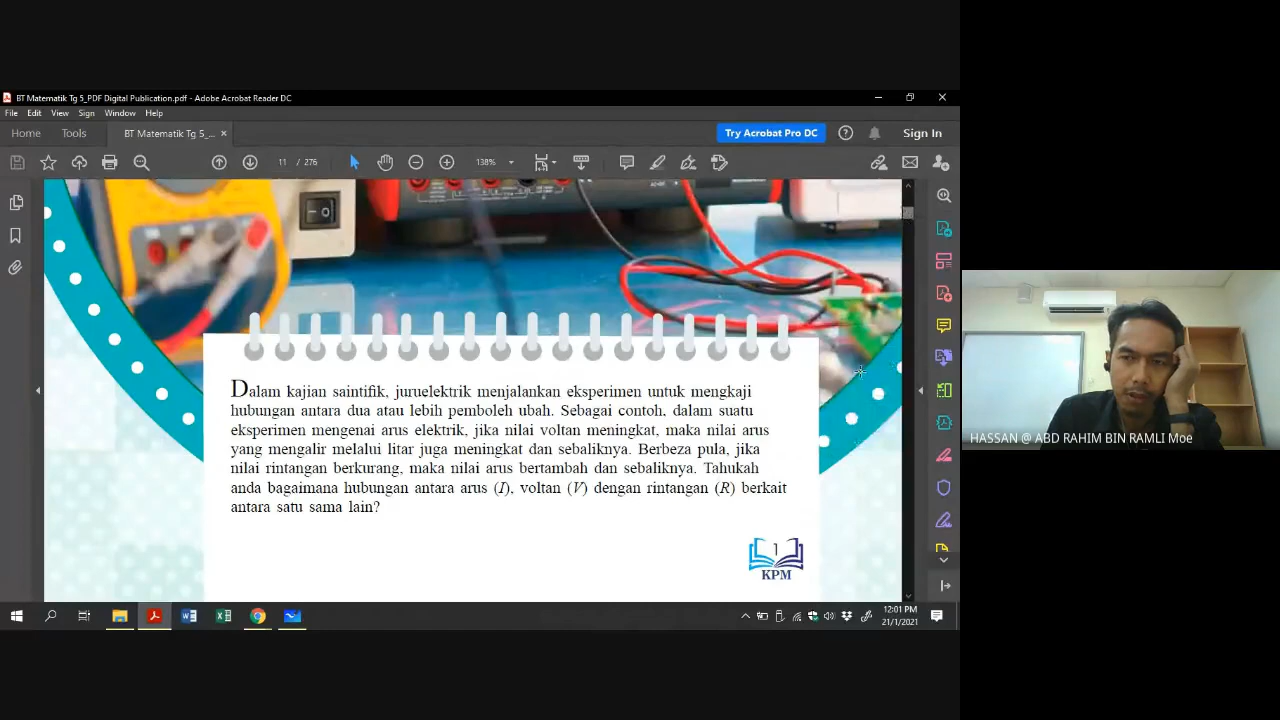 BT Matematik Tg 5_PDF Digital Publication.pdf - Adobe Acrobat Reader DC
File Edit View Sign Window Help
Home Tools BT Matematik Tg 5_... × Try Acrobat Pro DC Sign In
11 / 276 138%
Dalam kajian saintifik, juruelektrik menjalankan eksperimen untuk mengkaji
hubungan antara dua atau lebih pemboleh ubah. Sebagai contoh, dalam suatu
eksperimen mengenai arus elektrik, jika nilai voltan meningkat, maka nilai arus
yang mengalir melalui litar juga meningkat dan sebaliknya. Berbeza pula, jika
nilai rintangan berkurang, maka nilai arus bertambah dan sebaliknya. Tahukah
anda bagaimana hubungan antara arus (I), voltan (V) dengan rintangan (R) berkait
antara satu sama lain?
1
KPM
HASSAN @ ABD RAHIM BIN RAMLI Moe
12:01 PM
21/1/2021